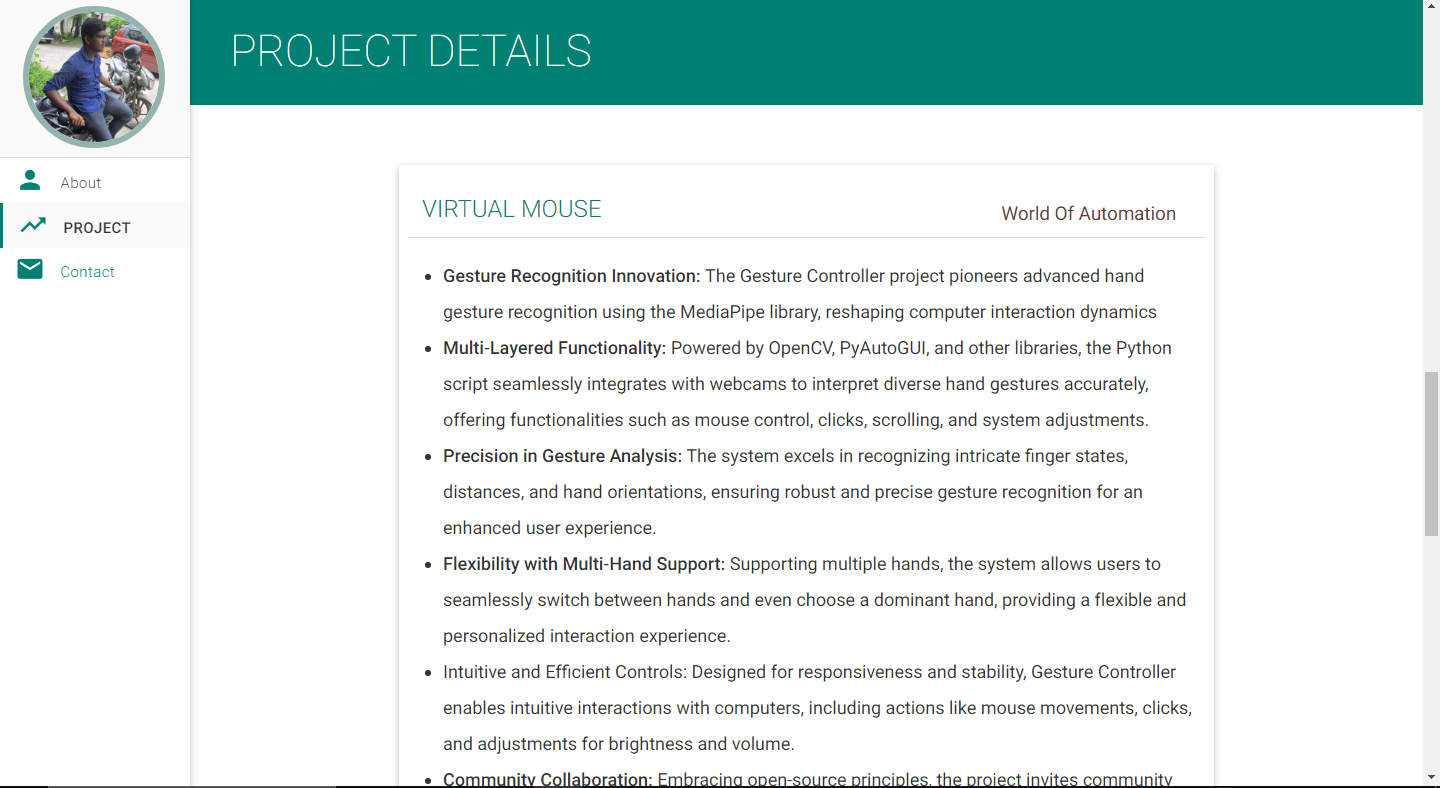 PROJECT DETAILS
About
PROJECT
Contact
VIRTUAL MOUSE
World Of Automation
Gesture Recognition Innovation: The Gesture Controller project pioneers advanced hand
gesture recognition using the MediaPipe library, reshaping computer interaction dynamics
Multi-Layered Functionality: Powered by OpenCV, PyAutoGUI, and other libraries, the Python
script seamlessly integrates with webcams to interpret diverse hand gestures accurately,
offering functionalities such as mouse control, clicks, scrolling, and system adjustments.
Precision in Gesture Analysis: The system excels in recognizing intricate finger states,
distances, and hand orientations, ensuring robust and precise gesture recognition for an
enhanced user experience.
Flexibility with Multi-Hand Support: Supporting multiple hands, the system allows users to
seamlessly switch between hands and even choose a dominant hand, providing a flexible and
personalized interaction experience.
Intuitive and Efficient Controls: Designed for responsiveness and stability, Gesture Controller
enables intuitive interactions with computers, including actions like mouse movements, clicks,
and adjustments for brightness and volume.
Community Collaboration: Embracing open-source principles, the project invites community